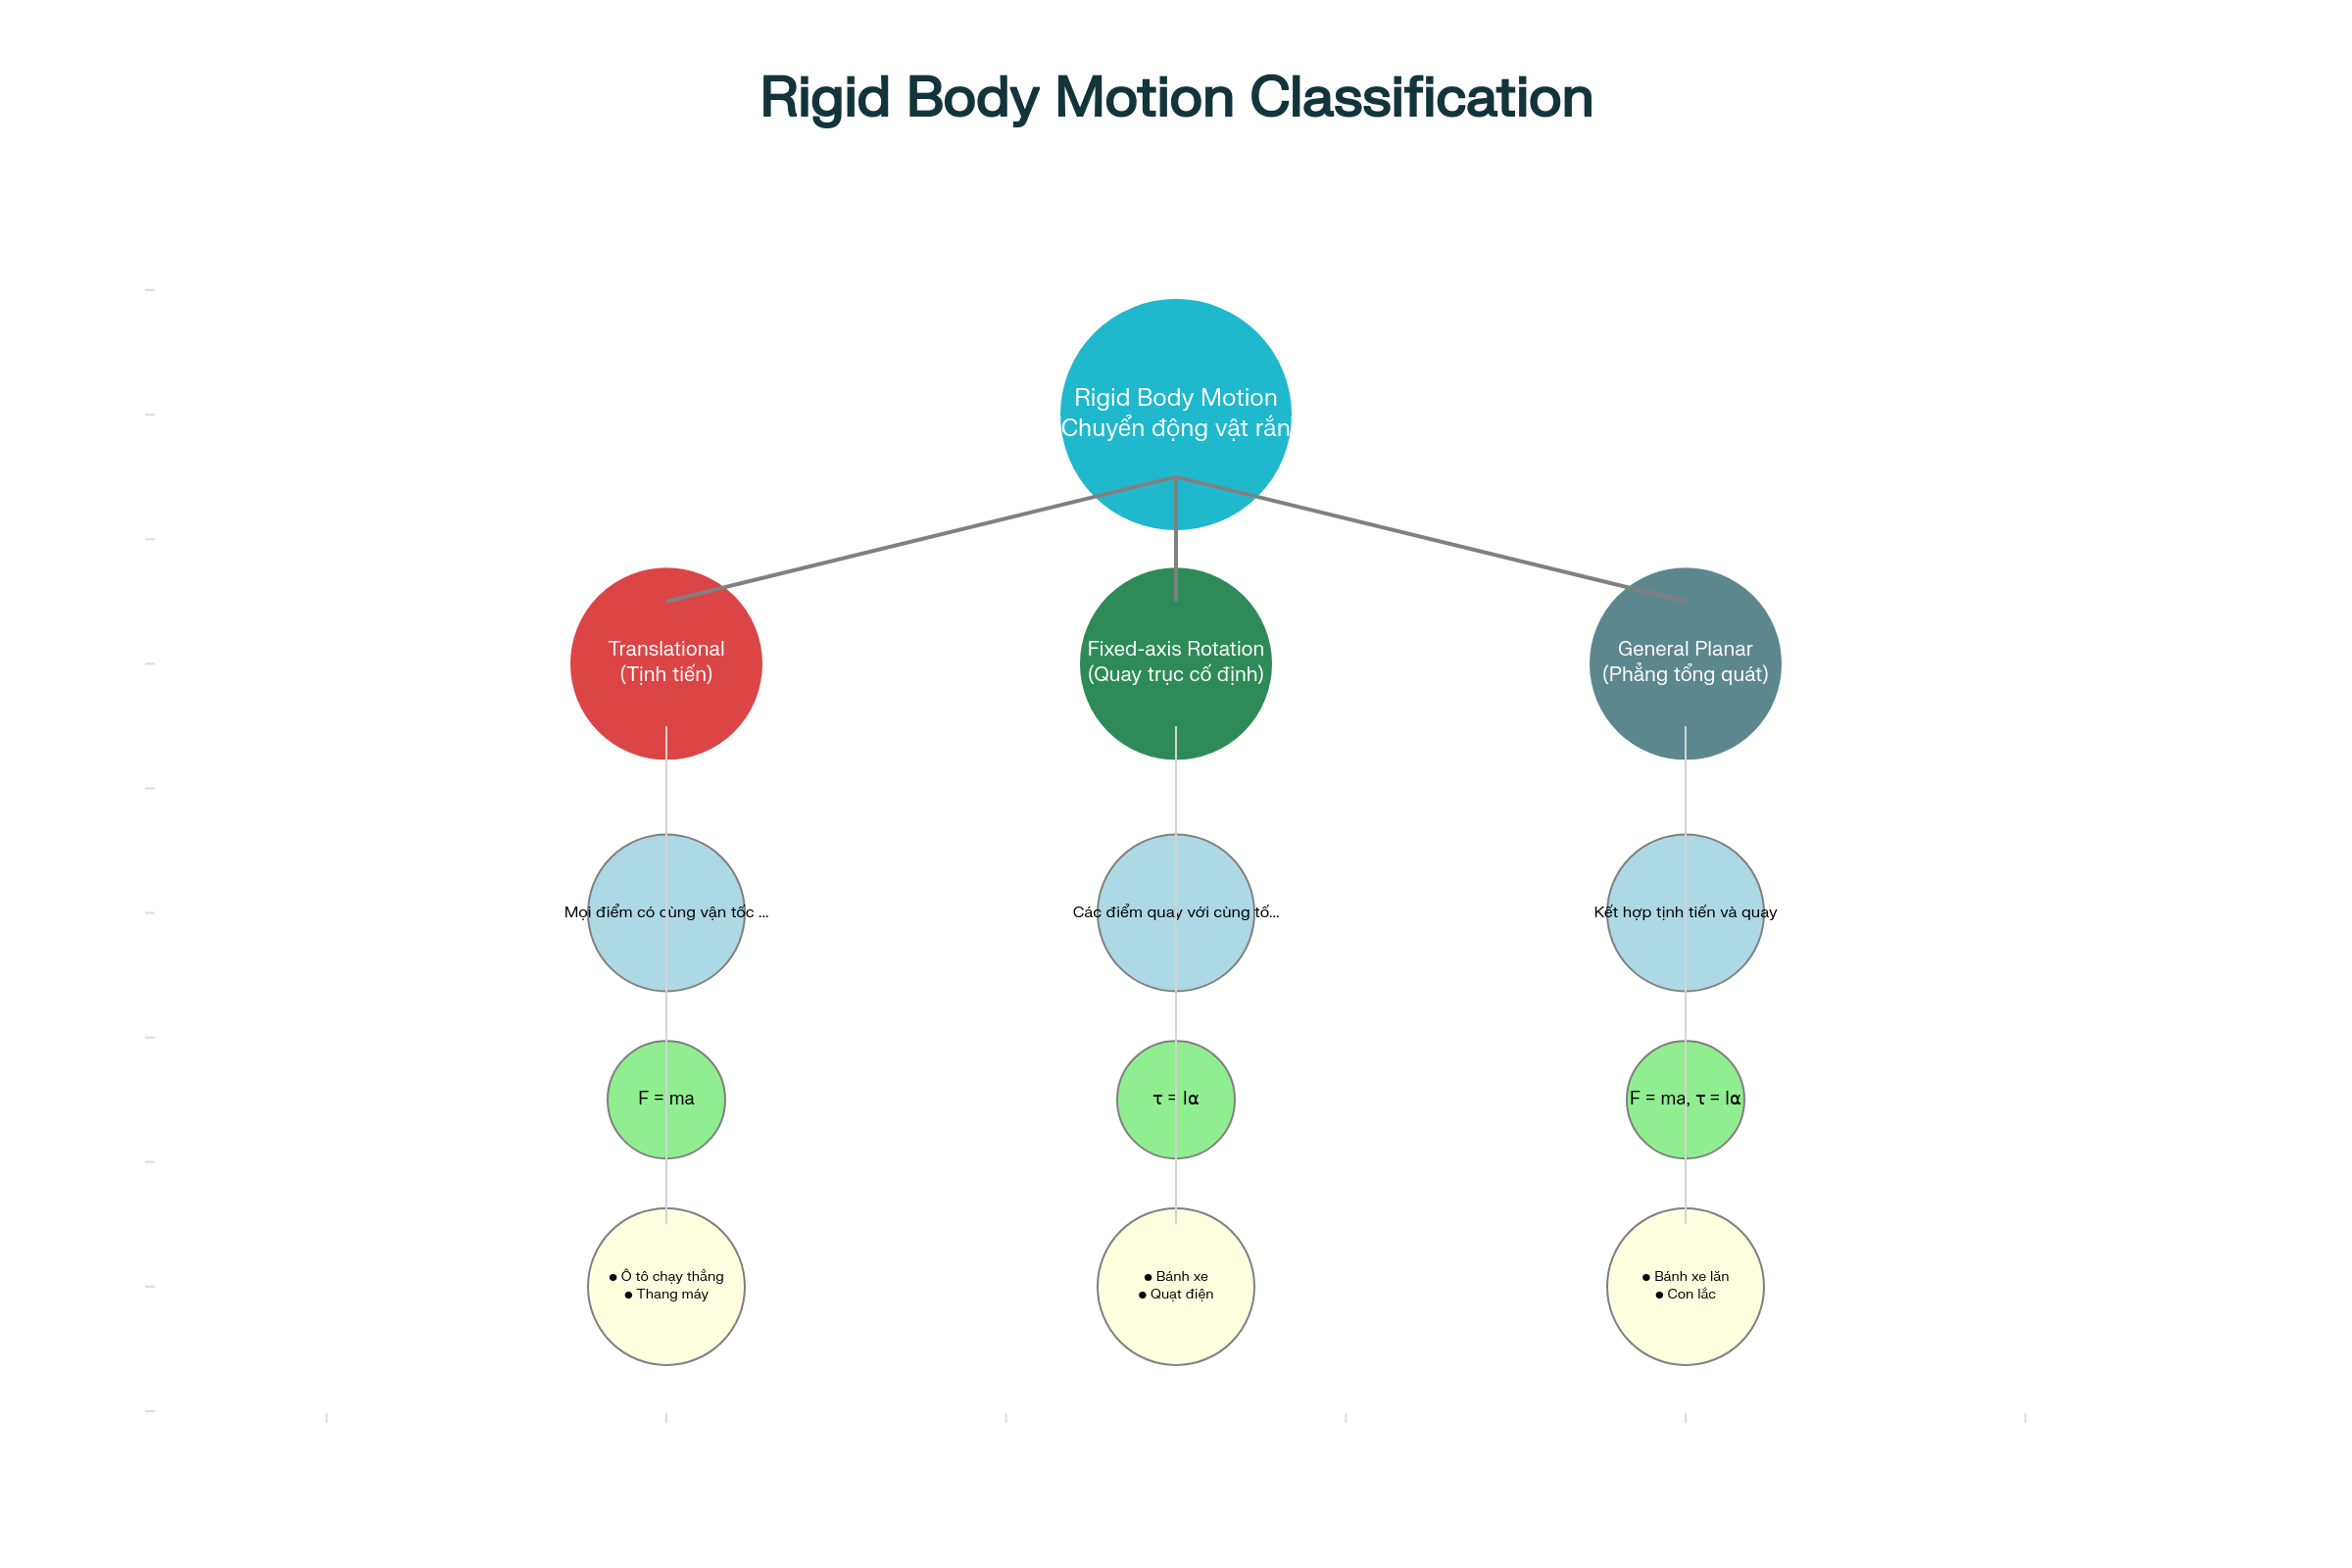 Rigid Body Motion Classification
Rigid Body Motion
Chuyển động vật rắn
Translational
(Tịnh tiến)
Fixed-axis Rotation
(Quay trục cố định)
General Planar
(Phẳng tổng quát)
Mọi điểm có cùng vận tốc ...
Các điểm quay với cùng tố...
Kết hợp tịnh tiến và quay
F = ma
τ = Iα
F = ma, τ = Iα
● Ô tô chạy thẳng
● Thang máy
● Bánh xe
● Quạt điện
● Bánh xe lăn
● Con lắc